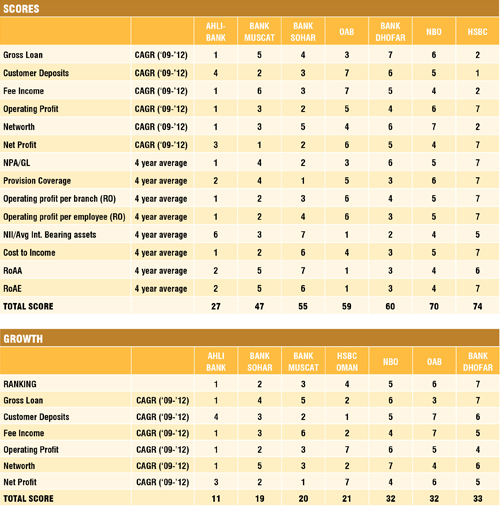 SCORES
AHLI-BANK BANK MUSCAT BANK SOHAR OAB BANK DHOFAR NBO HSBC
Gross Loan CAGR ('09-'12) 1 5 4 3 7 6 2
Customer Deposits CAGR ('09-'12) 4 2 3 7 6 5 1
Fee Income CAGR ('09-'12) 1 6 3 7 5 4 2
Operating Profit CAGR ('09-'12) 1 3 2 5 4 6 7
Networth CAGR ('09-'12) 1 3 5 4 6 7 2
Net Profit CAGR ('09-'12) 3 1 2 6 5 4 7
NPA/GL 4 year average 1 4 2 3 6 5 7
Provision Coverage 4 year average 2 4 1 5 3 6 7
Operating profit per branch (RO) 4 year average 1 2 3 6 4 5 7
Operating profit per employee (RO) 4 year average 1 2 4 6 3 5 7
NII/Avg Int. Bearing assets 4 year average 6 3 7 1 2 4 5
Cost to Income 4 year average 1 2 6 4 3 5 7
RoAA 4 year average 2 5 7 1 3 4 6
RoAE 4 year average 2 5 6 1 3 4 7
TOTAL SCORE 27 47 55 59 60 70 74
GROWTH
AHLI BANK BANK SOHAR BANK MUSCAT HSBC OMAN NBO OAB BANK DHOFAR
RANKING 1 2 3 4 5 6 7
Gross Loan CAGR ('09-'12) 1 4 5 2 6 3 7
Customer Deposits CAGR ('09-'12) 4 3 2 1 5 7 6
Fee Income CAGR ('09-'12) 1 3 6 2 4 7 5
Operating Profit CAGR ('09-'12) 1 2 3 7 6 5 4
Networth CAGR ('09-'12) 1 5 3 2 7 4 6
Net Profit CAGR ('09-'12) 3 2 1 7 4 6 5
TOTAL SCORE 11 19 20 21 32 32 33